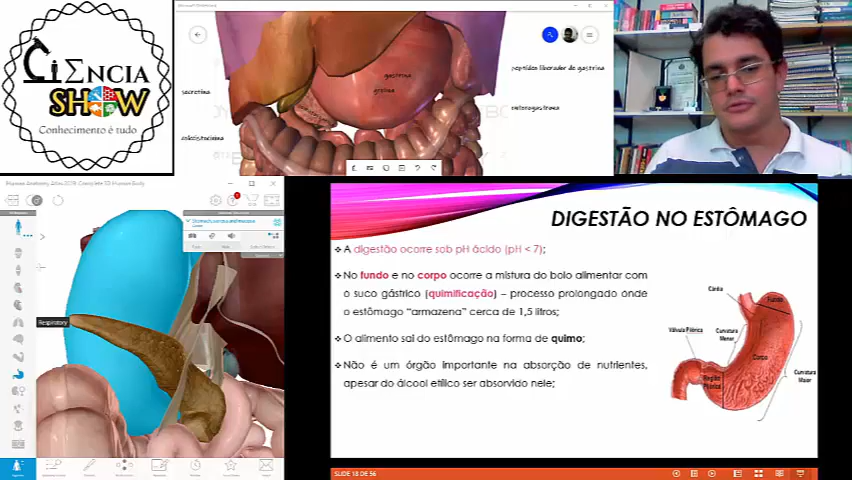 CiÊNCIA
SHOW
Conhecimento é tudo
gastrina
grelina
secretina
colecistocinina
peptídeo liberador de gastrina
enterogastrona
Respiratory
DIGESTÃO NO ESTÔMAGO
A digestão ocorre sob pH ácido (pH < 7);
No fundo e no corpo ocorre a mistura do bolo alimentar com
o suco gástrico (quimificação) – processo prolongado onde
o estômago "armazena" cerca de 1,5 litros;
O alimento sai do estômago na forma de quimo;
Não é um órgão importante na absorção de nutrientes,
apesar do álcool etílico ser absorvido nele;
Cárdia
Fundo
Válvula Pilórica
Curvatura
Menor
Corpo
Região
Pilórica
Curvatura
Maior
SLIDE 18 DE 56